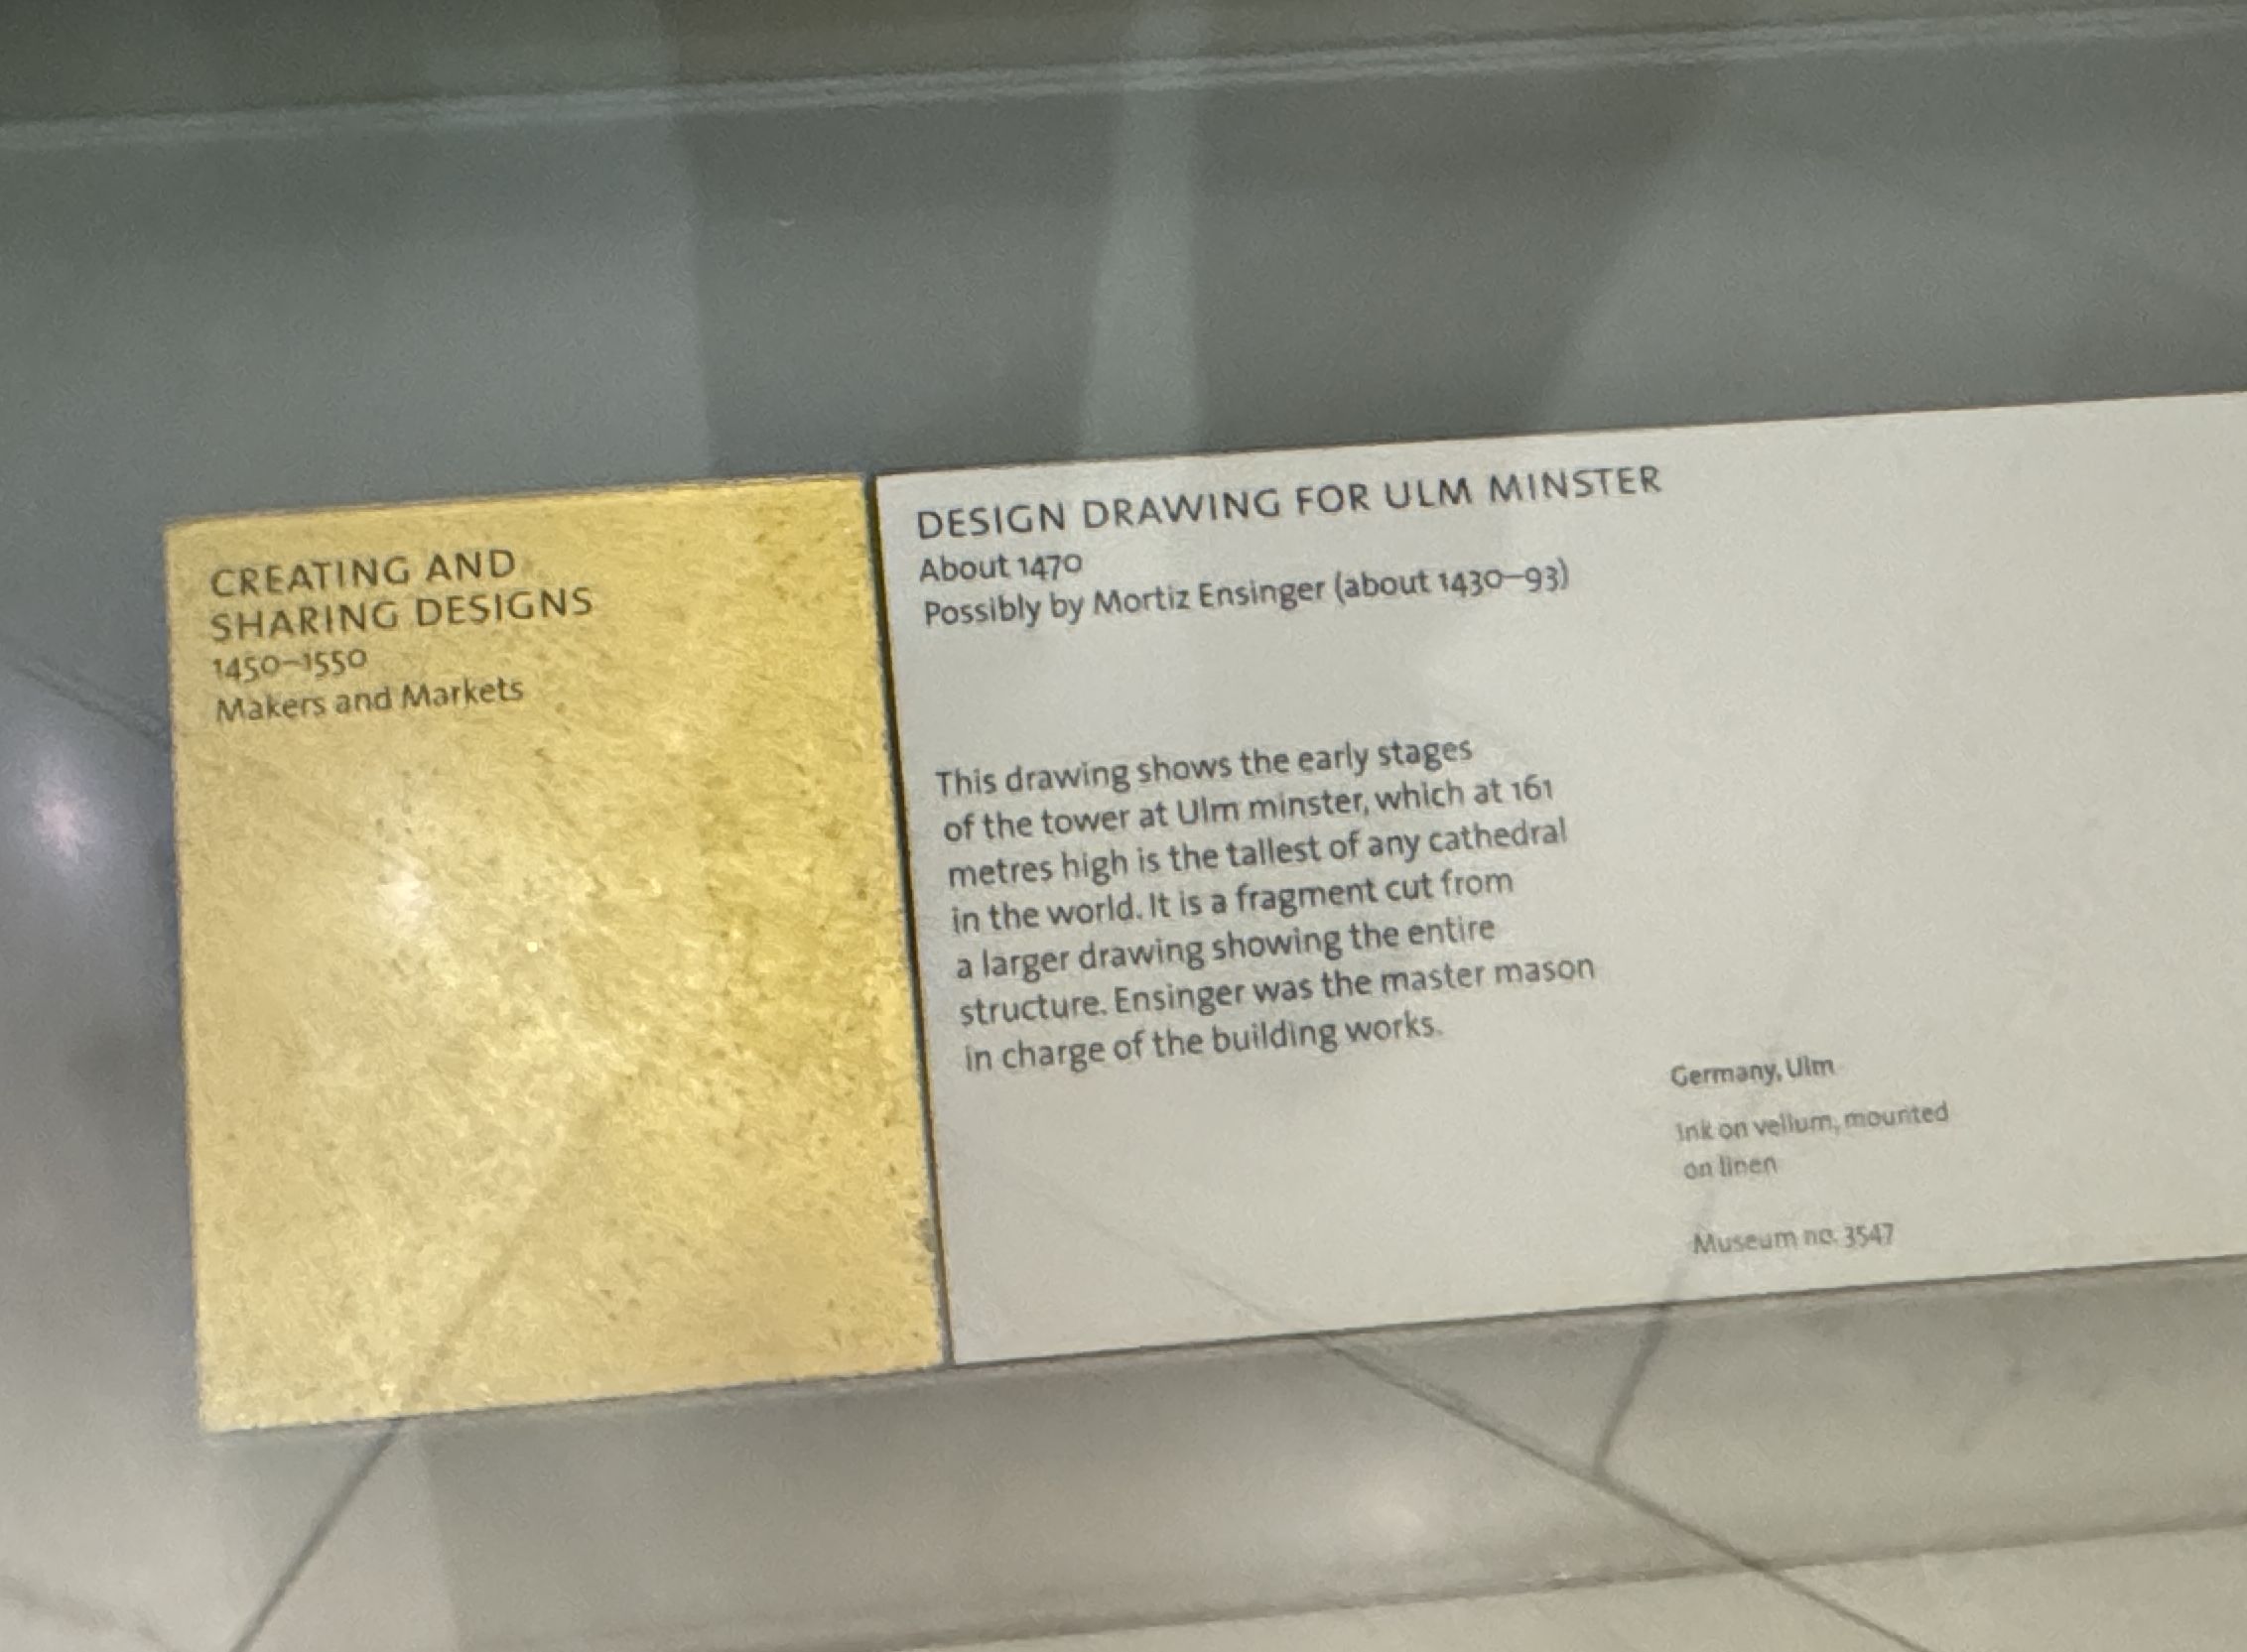 CREATING AND
SHARING DESIGNS
1450–1550
Makers and Markets
DESIGN DRAWING FOR ULM MINSTER
About 1470
Possibly by Mortiz Ensinger (about 1430–93)
This drawing shows the early stages
of the tower at Ulm minster, which at 161
metres high is the tallest of any cathedral
in the world. It is a fragment cut from
a larger drawing showing the entire
structure. Ensinger was the master mason
in charge of the building works.
Germany, Ulm
Ink on vellum, mounted
on linen
Museum no. 3547